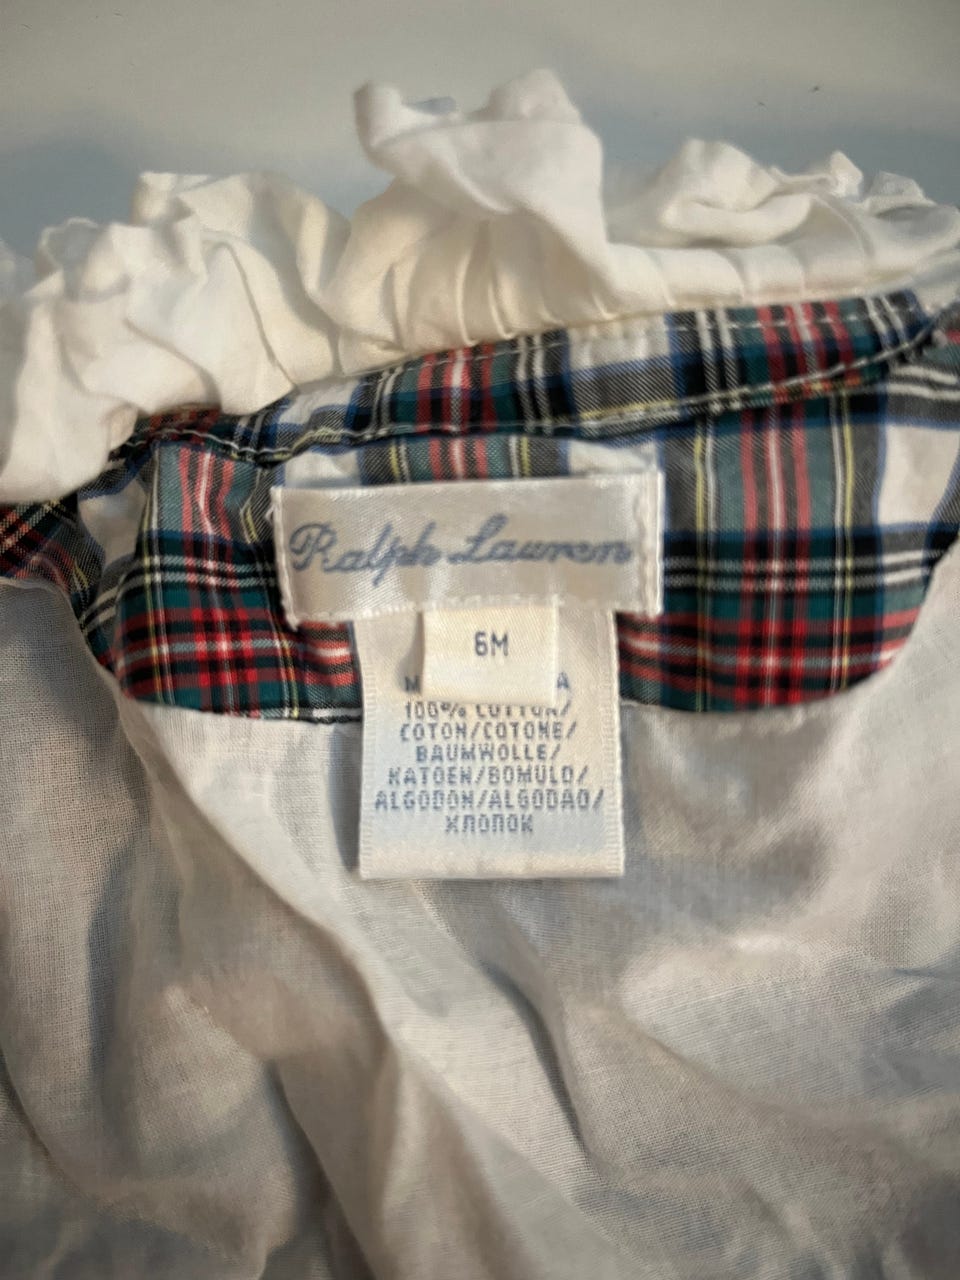 Ralph Lauren
6M
100% COTTON/
COTON/COTONE/
BAUMWOLLE/
KATOEN/BOMULD/
ALGODON/ALGODAO/
ХЛОПОК